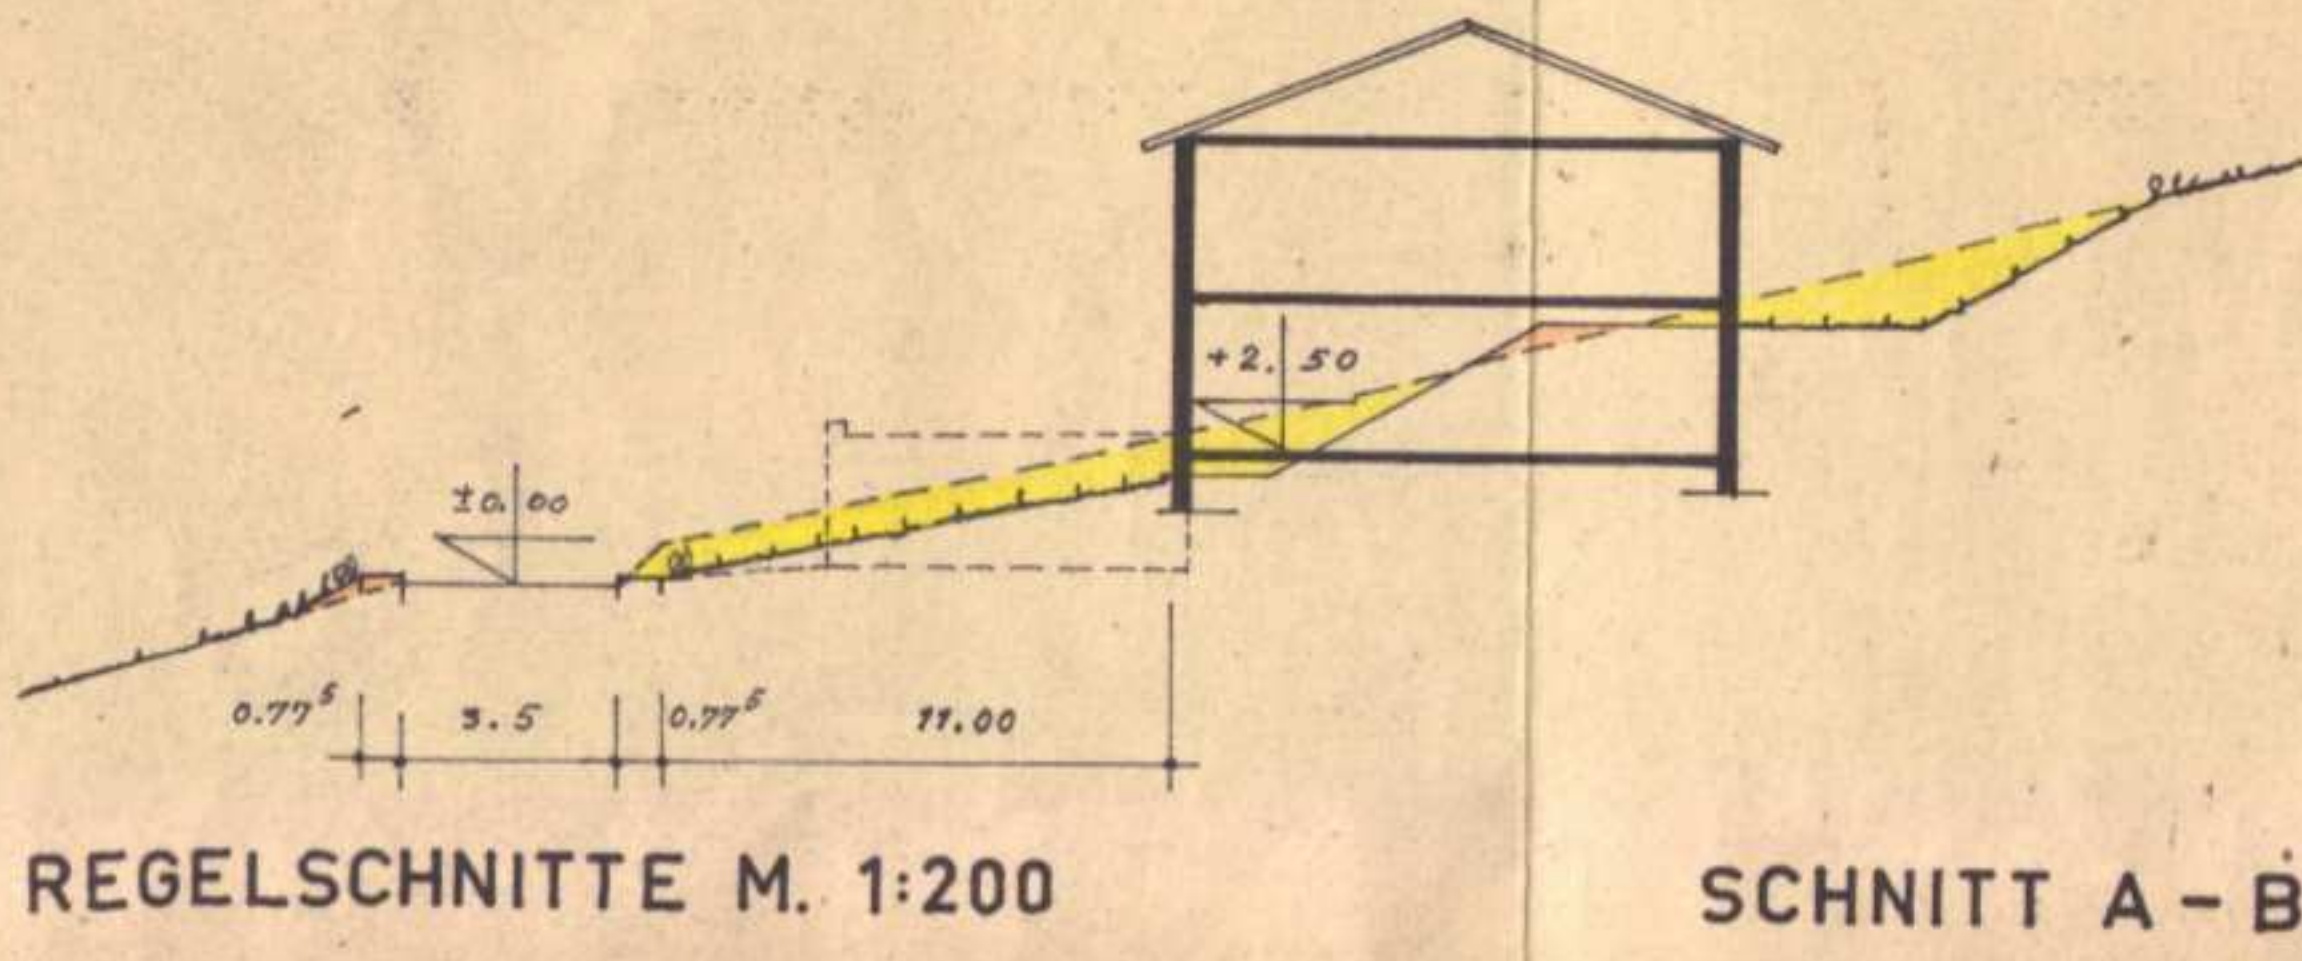 +2.50
±0.00
0.77⁵ 3.5 0.77⁵ 11.00
REGELSCHNITTE M. 1:200
SCHNITT A – B